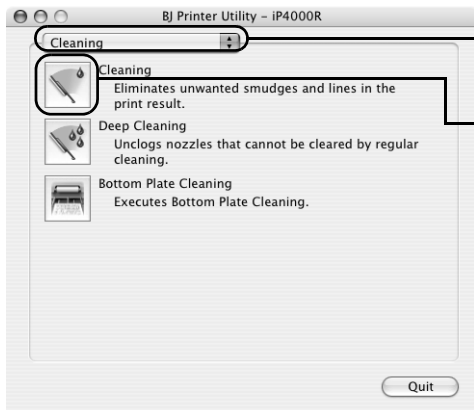 BJ Printer Utility – iP4000R
Cleaning
Cleaning
Eliminates unwanted smudges and lines in the
print result.
Deep Cleaning
Unclogs nozzles that cannot be cleared by regular
cleaning.
Bottom Plate Cleaning
Executes Bottom Plate Cleaning.
Quit